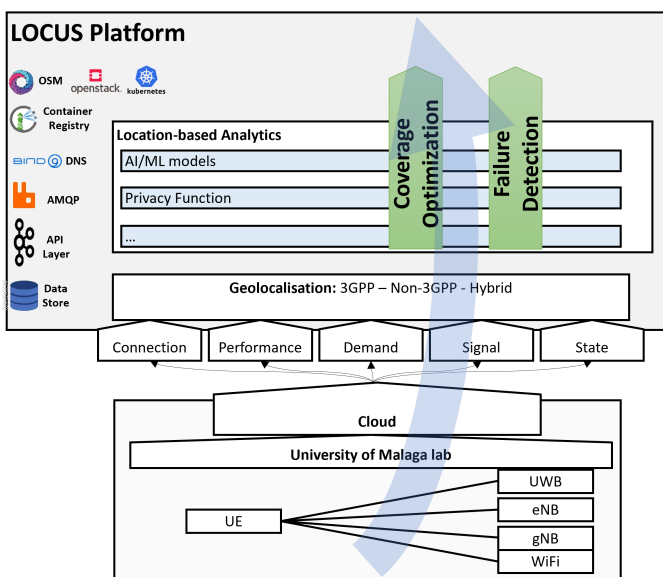 LOCUS Platform
OSM
openstack.
kubernetes
Container
Registry
BIND 9 DNS
AMQP
API
Layer
Data
Store
Location-based Analytics
AI/ML models
Privacy Function
...
Coverage
Optimization
Failure
Detection
Geolocalisation: 3GPP – Non-3GPP - Hybrid
Connection
Performance
Demand
Signal
State
Cloud
University of Malaga lab
UE
UWB
eNB
gNB
WiFi